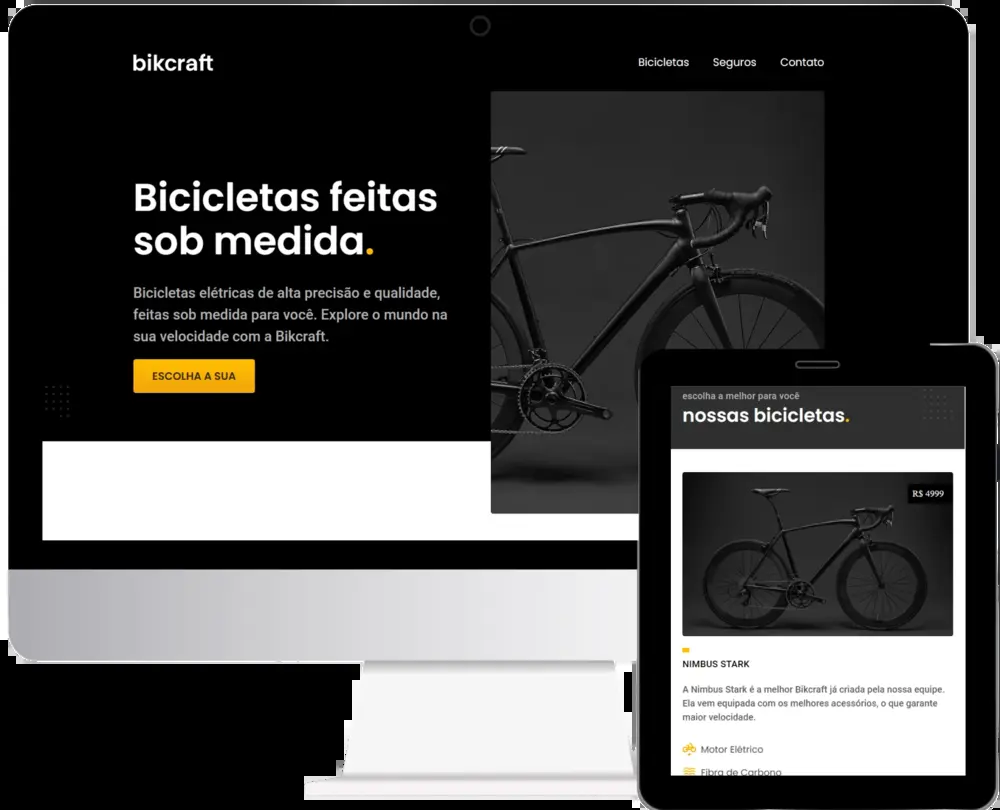 bikcraft
Bicicletas Seguros Contato
Bicicletas feitas
sob medida.
Bicicletas elétricas de alta precisão e qualidade,
feitas sob medida para você. Explore o mundo na
sua velocidade com a Bikcraft.
ESCOLHA A SUA
escolha a melhor para você
nossas bicicletas.
R$ 4999
NIMBUS STARK
A Nimbus Stark é a melhor Bikcraft já criada pela nossa equipe.
Ela vem equipada com os melhores acessórios, o que garante
maior velocidade.
Motor Elétrico
Fibra de Carbono